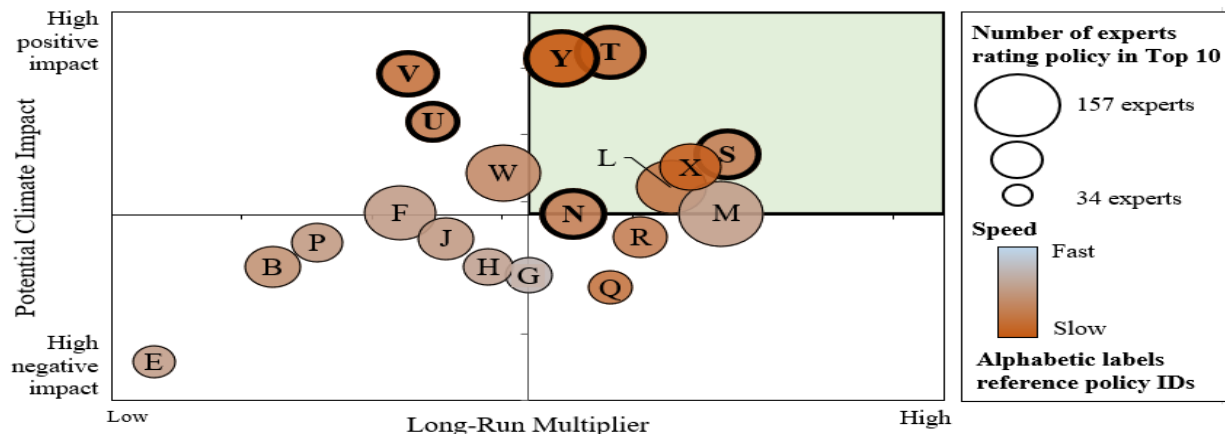 High
positive
impact
Potential Climate Impact
High
negative
impact
Low
Long-Run Multiplier
High
V
U
Y
T
W
L
X
S
F
N
M
P
J
R
B
H
G
Q
E
Number of experts
rating policy in Top 10
157 experts
34 experts
Speed
Fast
Slow
Alphabetic labels
reference policy IDs